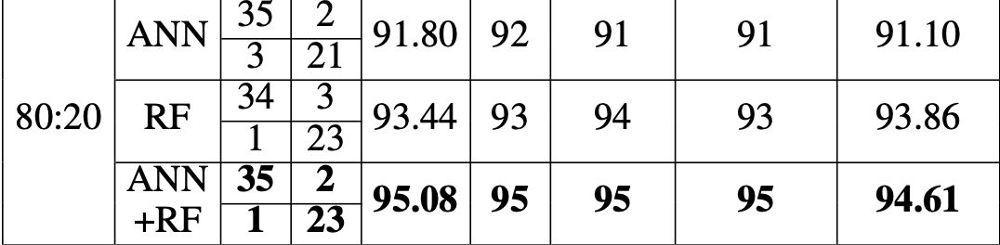 80:20
ANN 35 2 91.80 92 91 91 91.10
3 21
RF 34 3 93.44 93 94 93 93.86
1 23
ANN 35 2 95.08 95 95 95 94.61
+RF 1 23